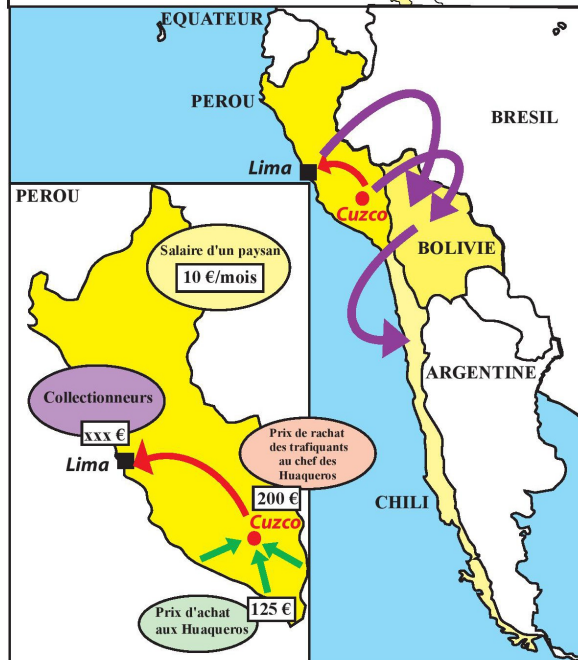 EQUATEUR
PEROU
BRESIL
Lima
Cuzco
BOLIVIE
ARGENTINE
CHILI
PEROU
Salaire d'un paysan
10 €/mois
Collectionneurs
xxx €
Lima
Prix de rachat
des trafiquants
au chef des
Huaqueros
200 €
Cuzco
125 €
Prix d'achat
aux Huaqueros